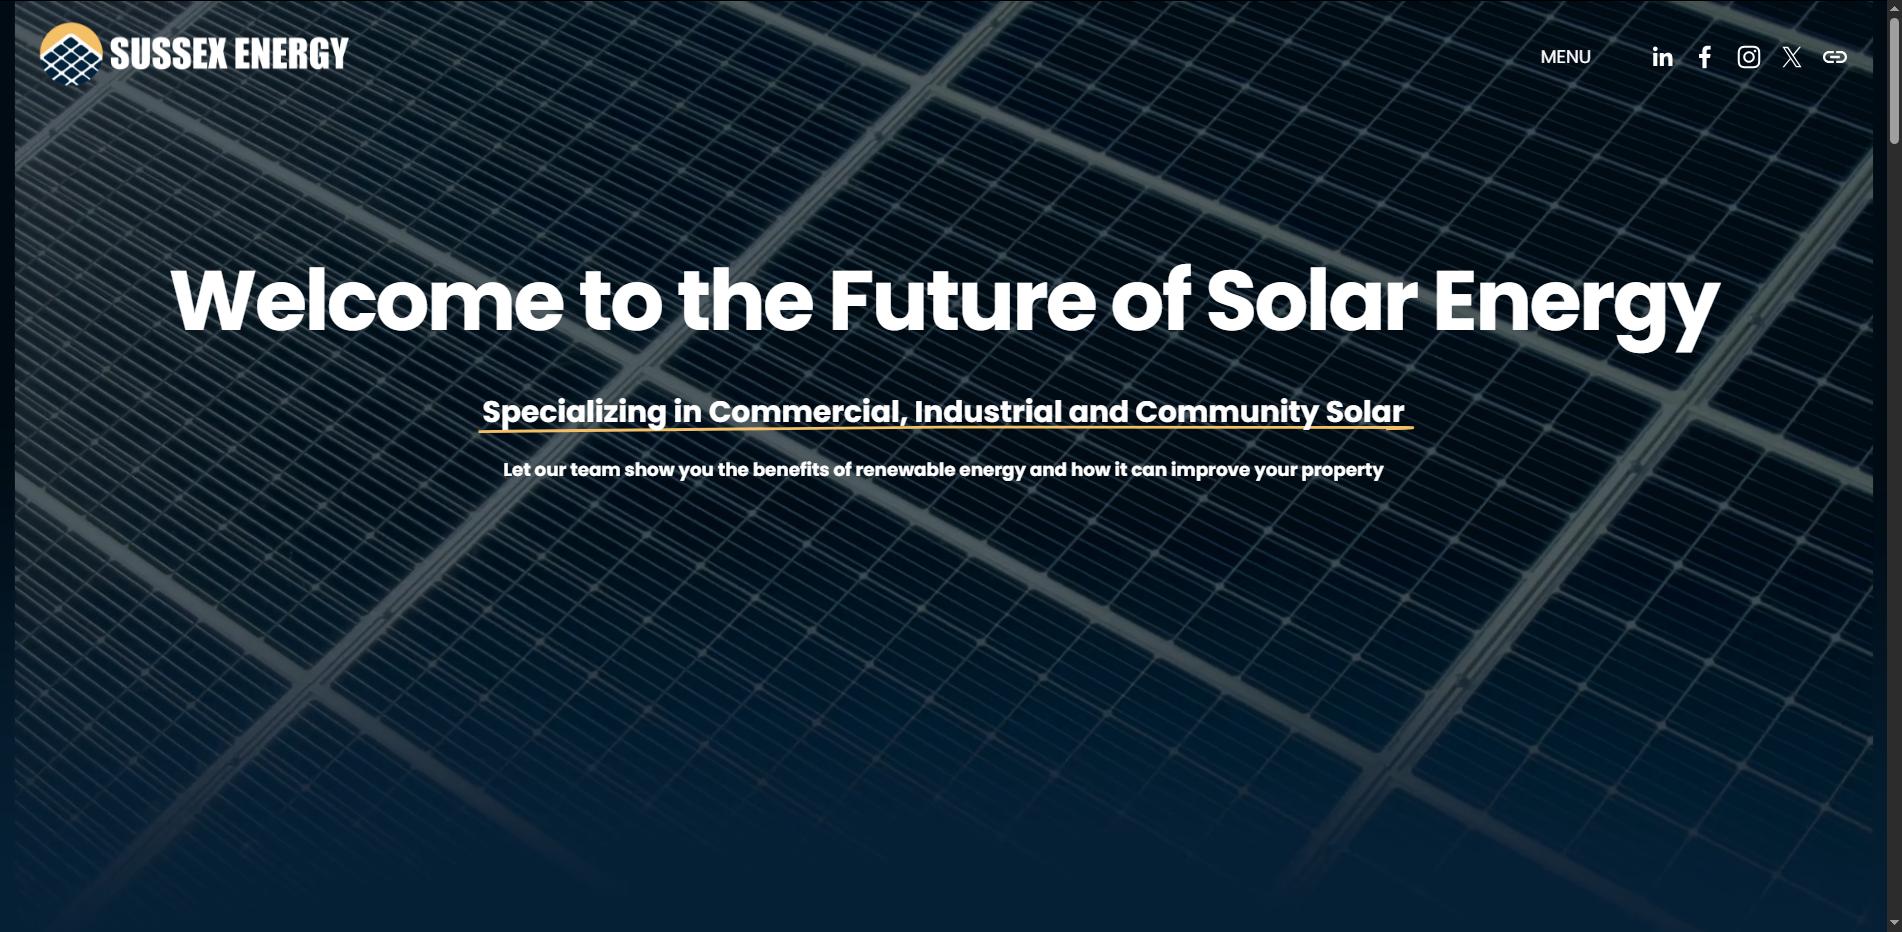 SUSSEX ENERGY
MENU
Welcome to the Future of Solar Energy
Specializing in Commercial, Industrial and Community Solar
Let our team show you the benefits of renewable energy and how it can improve your property